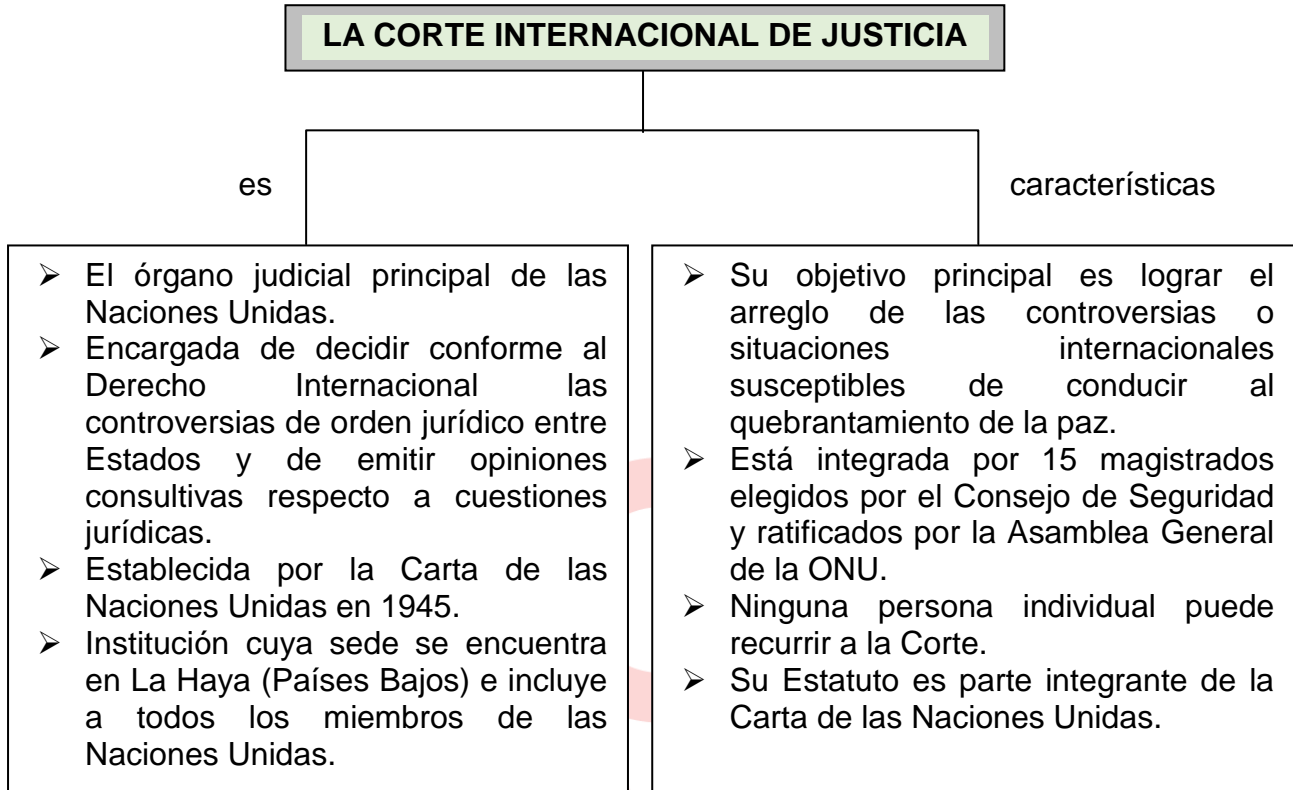 LA CORTE INTERNACIONAL DE JUSTICIA
es
características
➢ El órgano judicial principal de las
Naciones Unidas.
➢ Encargada de decidir conforme al
Derecho Internacional las
controversias de orden jurídico entre
Estados y de emitir opiniones
consultivas respecto a cuestiones
jurídicas.
➢ Establecida por la Carta de las
Naciones Unidas en 1945.
➢ Institución cuya sede se encuentra
en La Haya (Países Bajos) e incluye
a todos los miembros de las
Naciones Unidas.
➢ Su objetivo principal es lograr el
arreglo de las controversias o
situaciones internacionales
susceptibles de conducir al
quebrantamiento de la paz.
➢ Está integrada por 15 magistrados
elegidos por el Consejo de Seguridad
y ratificados por la Asamblea General
de la ONU.
➢ Ninguna persona individual puede
recurrir a la Corte.
➢ Su Estatuto es parte integrante de la
Carta de las Naciones Unidas.